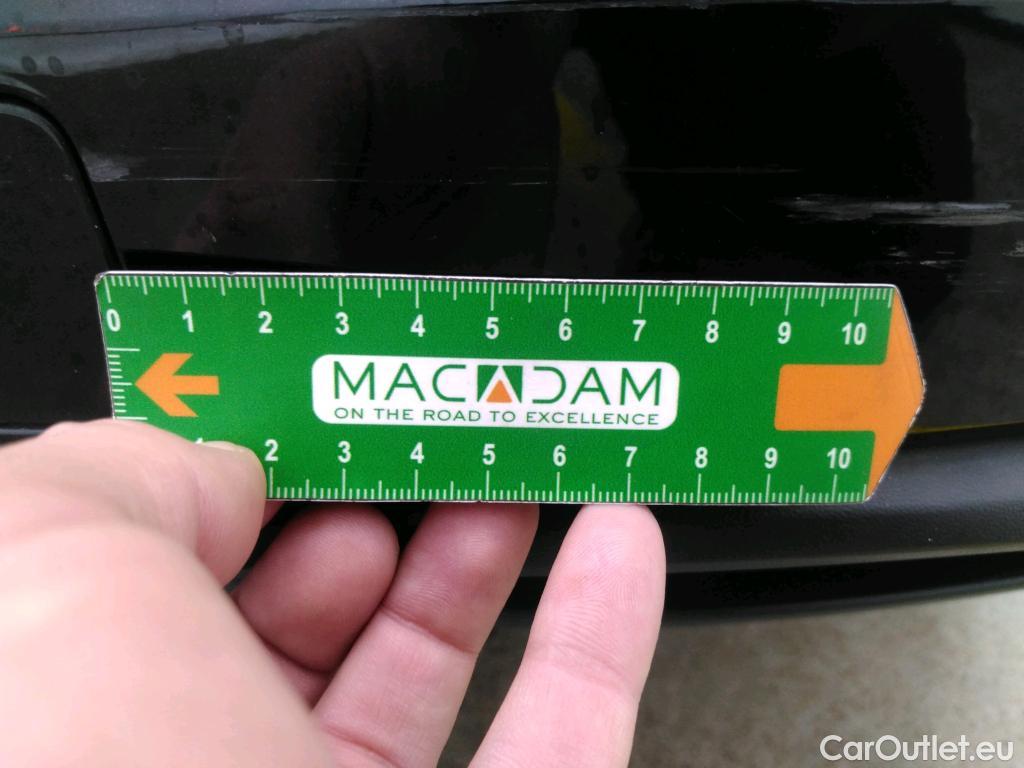 0 1 2 3 4 5 6 7 8 9 10
MACADAM
ON THE ROAD TO EXCELLENCE
2 3 4 5 6 7 8 9 10
CarOutlet.eu